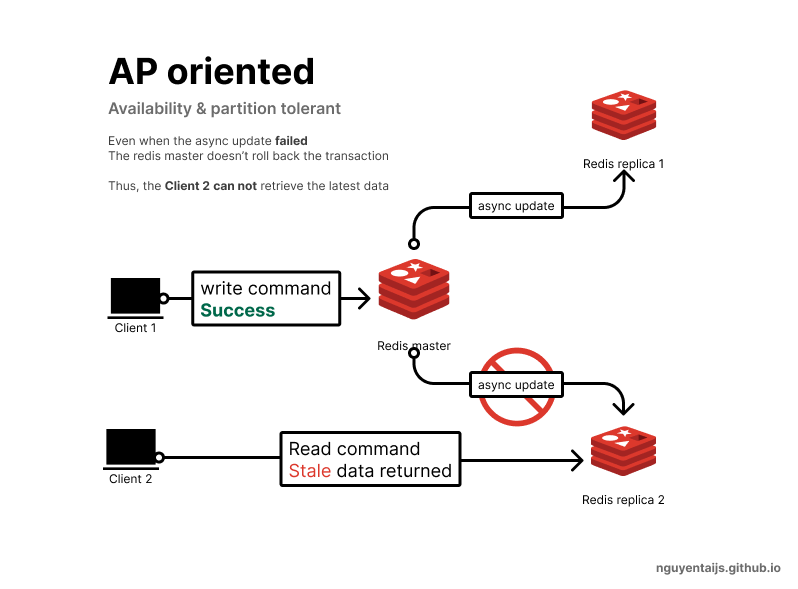 AP oriented
Availability & partition tolerant
Even when the async update failed
The redis master doesn’t roll back the transaction
Thus, the Client 2 can not retrieve the latest data
Redis replica 1
async update
write command
Success
Client 1
Redis master
async update
Read command
Stale data returned
Client 2
Redis replica 2
nguyentaijs.github.io